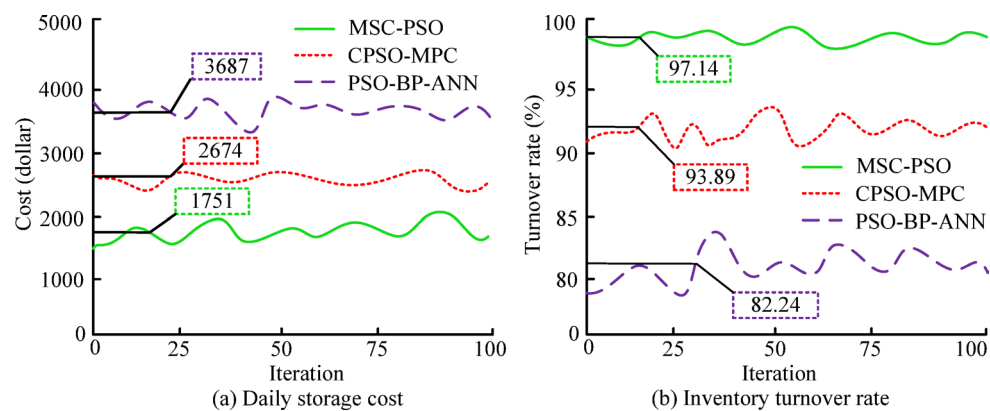 5000
4000
3000
2000
1000
0
Cost (dollar)
MSC-PSO
CPSO-MPC
PSO-BP-ANN
3687
2674
1751
0
25
50
75
100
Iteration
(a) Daily storage cost
100
95
90
85
80
0
Turnover rate (%)
97.14
93.89
82.24
MSC-PSO
CPSO-MPC
PSO-BP-ANN
0
25
50
75
100
Iteration
(b) Inventory turnover rate